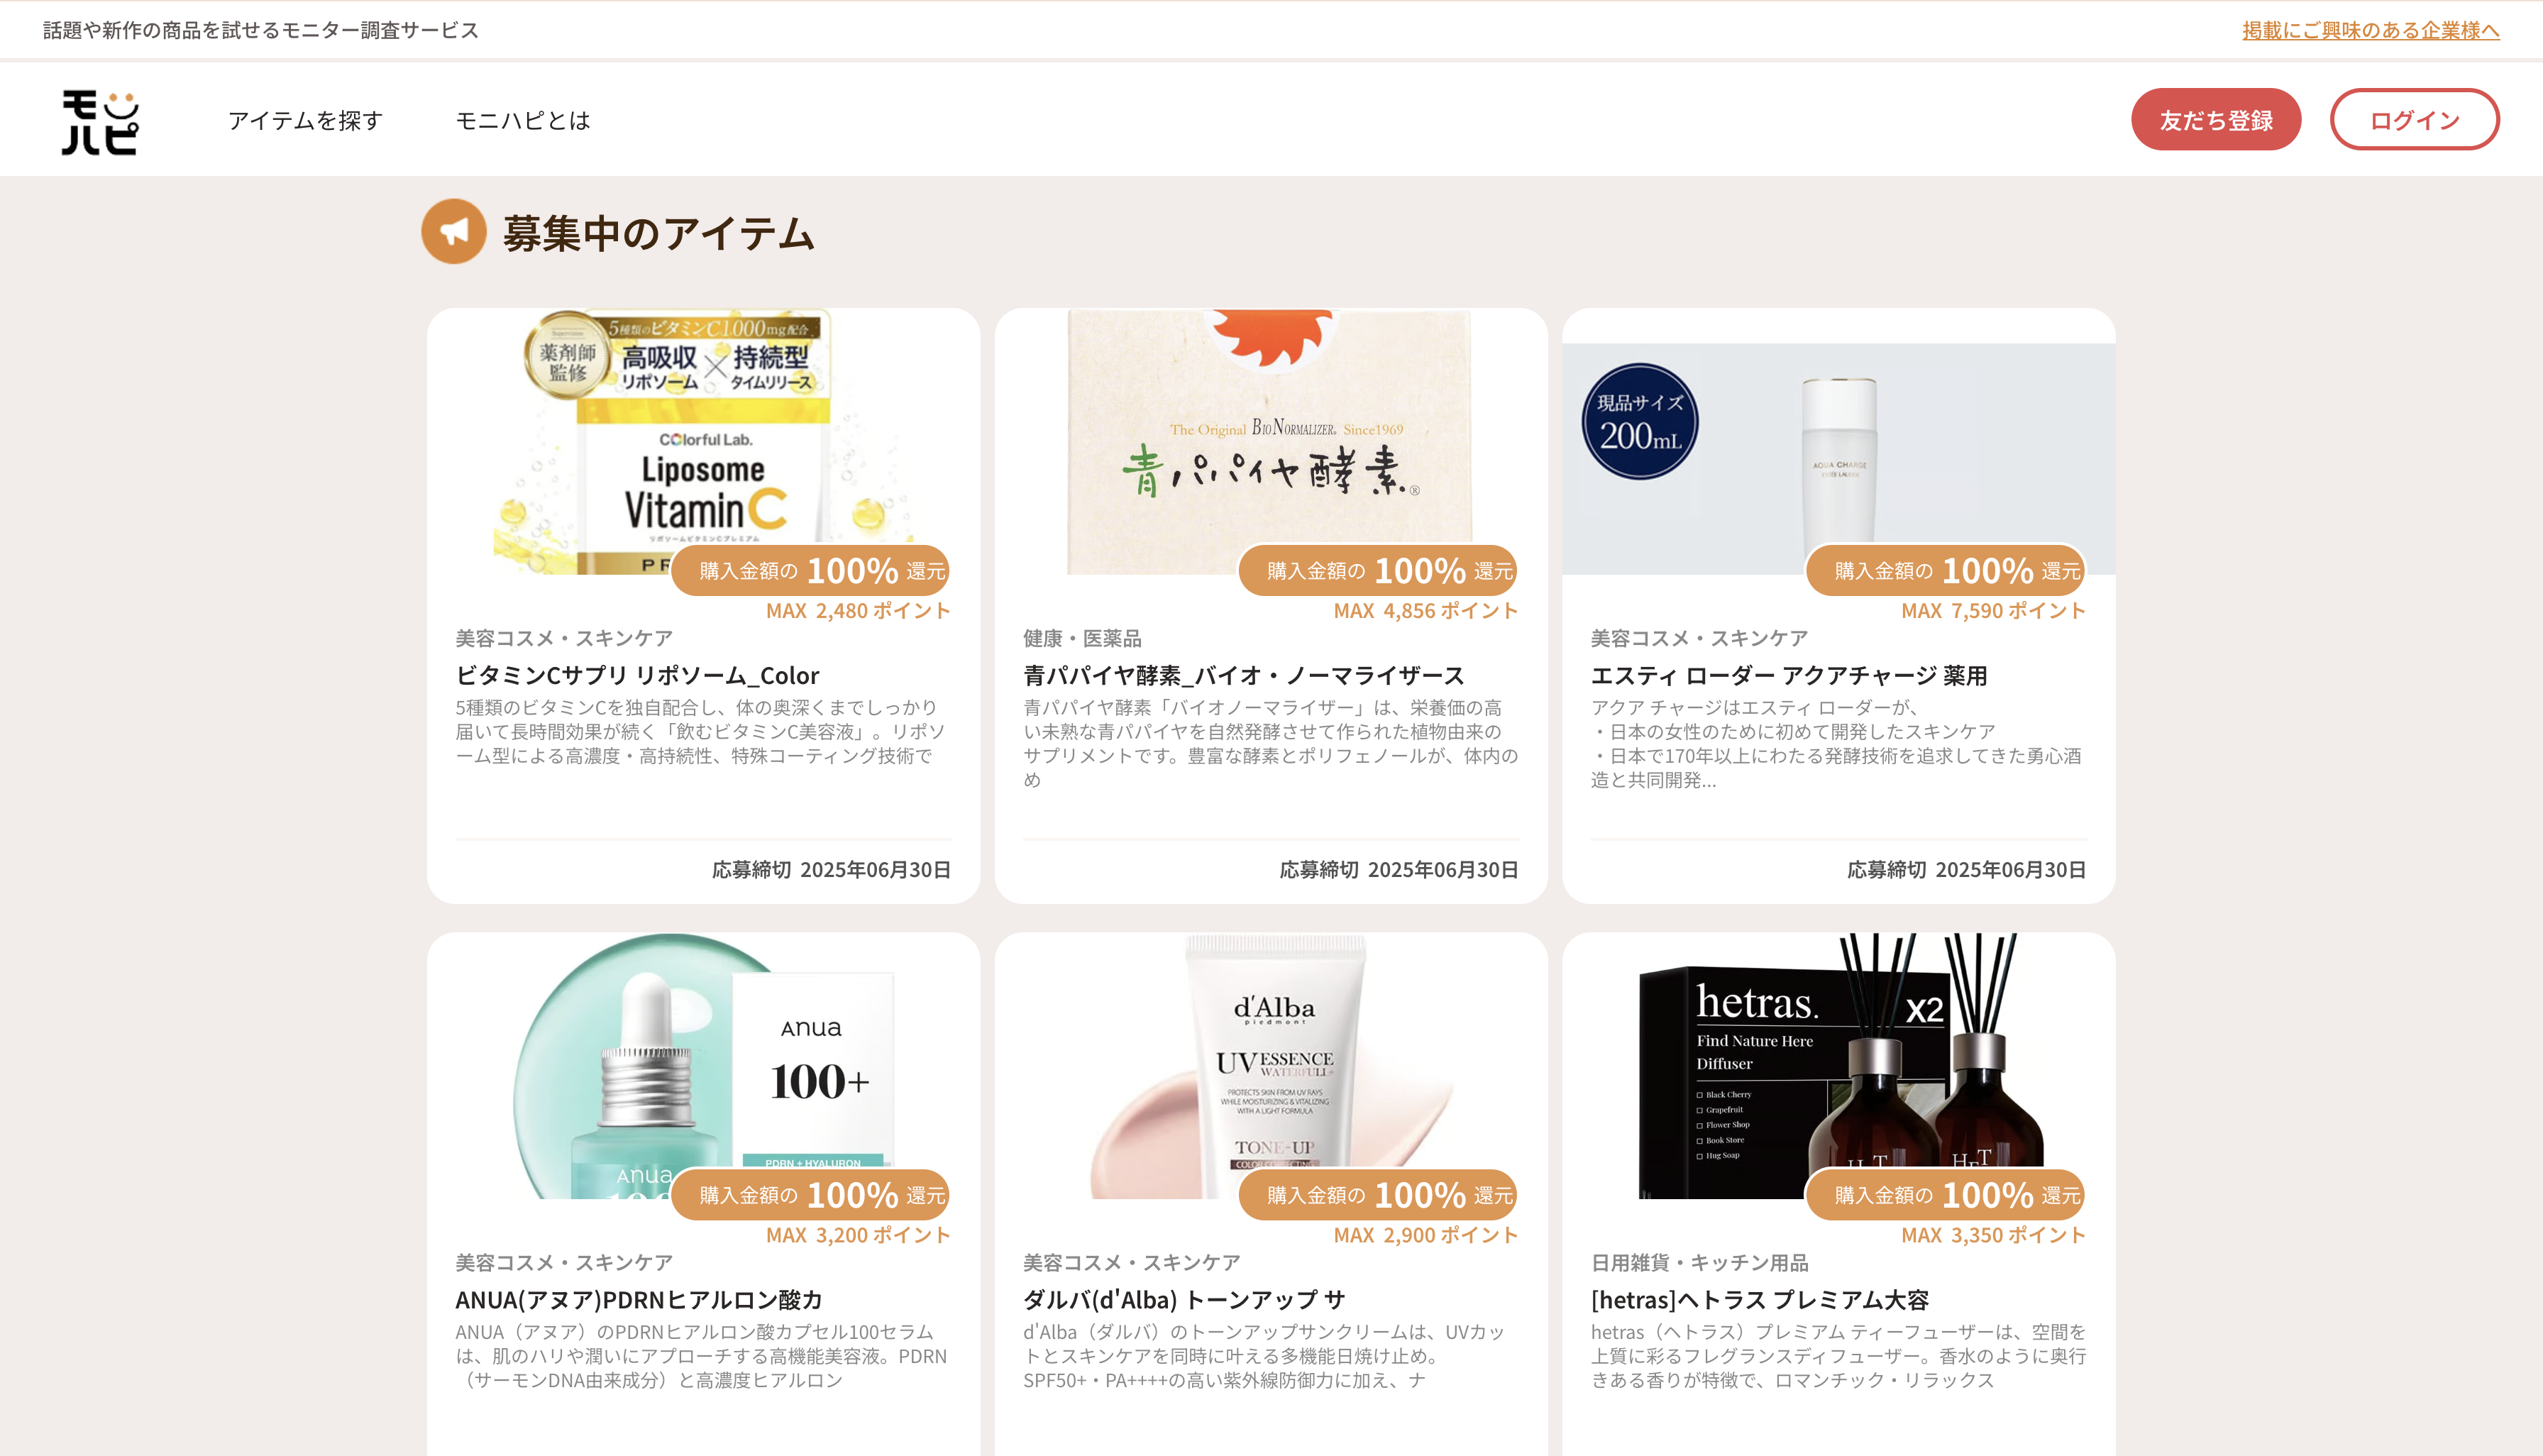 話題や新作の商品を試せるモニター調査サービス
掲載にご興味のある企業様へ
モニハピ
アイテムを探す
モニハピとは
友だち登録
ログイン
募集中のアイテム
薬剤師
監修
5種類のビタミンC1,000mg配合
高吸収×持続型
リポソーム タイムリリース
Colorful Lab.
Liposome
Vitamin C
リポソームビタミンCプレミアム
PR
購入金額の 100% 還元
MAX 2,480 ポイント
美容コスメ・スキンケア
ビタミンCサプリ リポソーム_Color
5種類のビタミンCを独自配合し、体の奥深くまでしっかり
届いて長時間効果が続く「飲むビタミンC美容液」。リポソ
ーム型による高濃度・高持続性、特殊コーティング技術で
応募締切 2025年06月30日
The Original BIO NORMALIZER® Since1969
青パパイヤ酵素®
購入金額の 100% 還元
MAX 4,856 ポイント
健康・医薬品
青パパイヤ酵素_バイオ・ノーマライザース
青パパイヤ酵素「バイオノーマライザー」は、栄養価の高
い未熟な青パパイヤを自然発酵させて作られた植物由来の
サプリメントです。豊富な酵素とポリフェノールが、体内の
め
応募締切 2025年06月30日
現品サイズ
200mL
AQUA CHARGE
ESTĒE LAUDER
購入金額の 100% 還元
MAX 7,590 ポイント
美容コスメ・スキンケア
エスティ ローダー アクアチャージ 薬用
アクア チャージはエスティ ローダーが、
・日本の女性のために初めて開発したスキンケア
・日本で170年以上にわたる発酵技術を追求してきた勇心酒
造と共同開発...
応募締切 2025年06月30日
Anua
100+
PDRN + HYALURON
Anua
購入金額の 100% 還元
MAX 3,200 ポイント
美容コスメ・スキンケア
ANUA(アヌア)PDRNヒアルロン酸カ
ANUA（アヌア）のPDRNヒアルロン酸カプセル100セラム
は、肌のハリや潤いにアプローチする高機能美容液。PDRN
（サーモンDNA由来成分）と高濃度ヒアルロン
d'Alba
piedmont
UV ESSENCE
WATERFULL+
PROTECTS SKIN FROM UV RAYS
WHILE MOISTURIZING & VITALIZING
WITH A LIGHT FORMULA
TONE-UP
COLOR CORRECTING
購入金額の 100% 還元
MAX 2,900 ポイント
美容コスメ・スキンケア
ダルバ(d'Alba) トーンアップ サ
d'Alba（ダルバ）のトーンアップサンクリームは、UVカッ
トとスキンケアを同時に叶える多機能日焼け止め。
SPF50+・PA++++の高い紫外線防御力に加え、ナ
hetras.
X2
Find Nature Here
Diffuser
Black Cherry
Grapefruit
Flower Shop
Book Store
Hug Soap
購入金額の 100% 還元
MAX 3,350 ポイント
日用雑貨・キッチン用品
[hetras]ヘトラス プレミアム大容
hetras（ヘトラス）プレミアム ティーフューザーは、空間を
上質に彩るフレグランスディフューザー。香水のように奥行
きある香りが特徴で、ロマンチック・リラックス